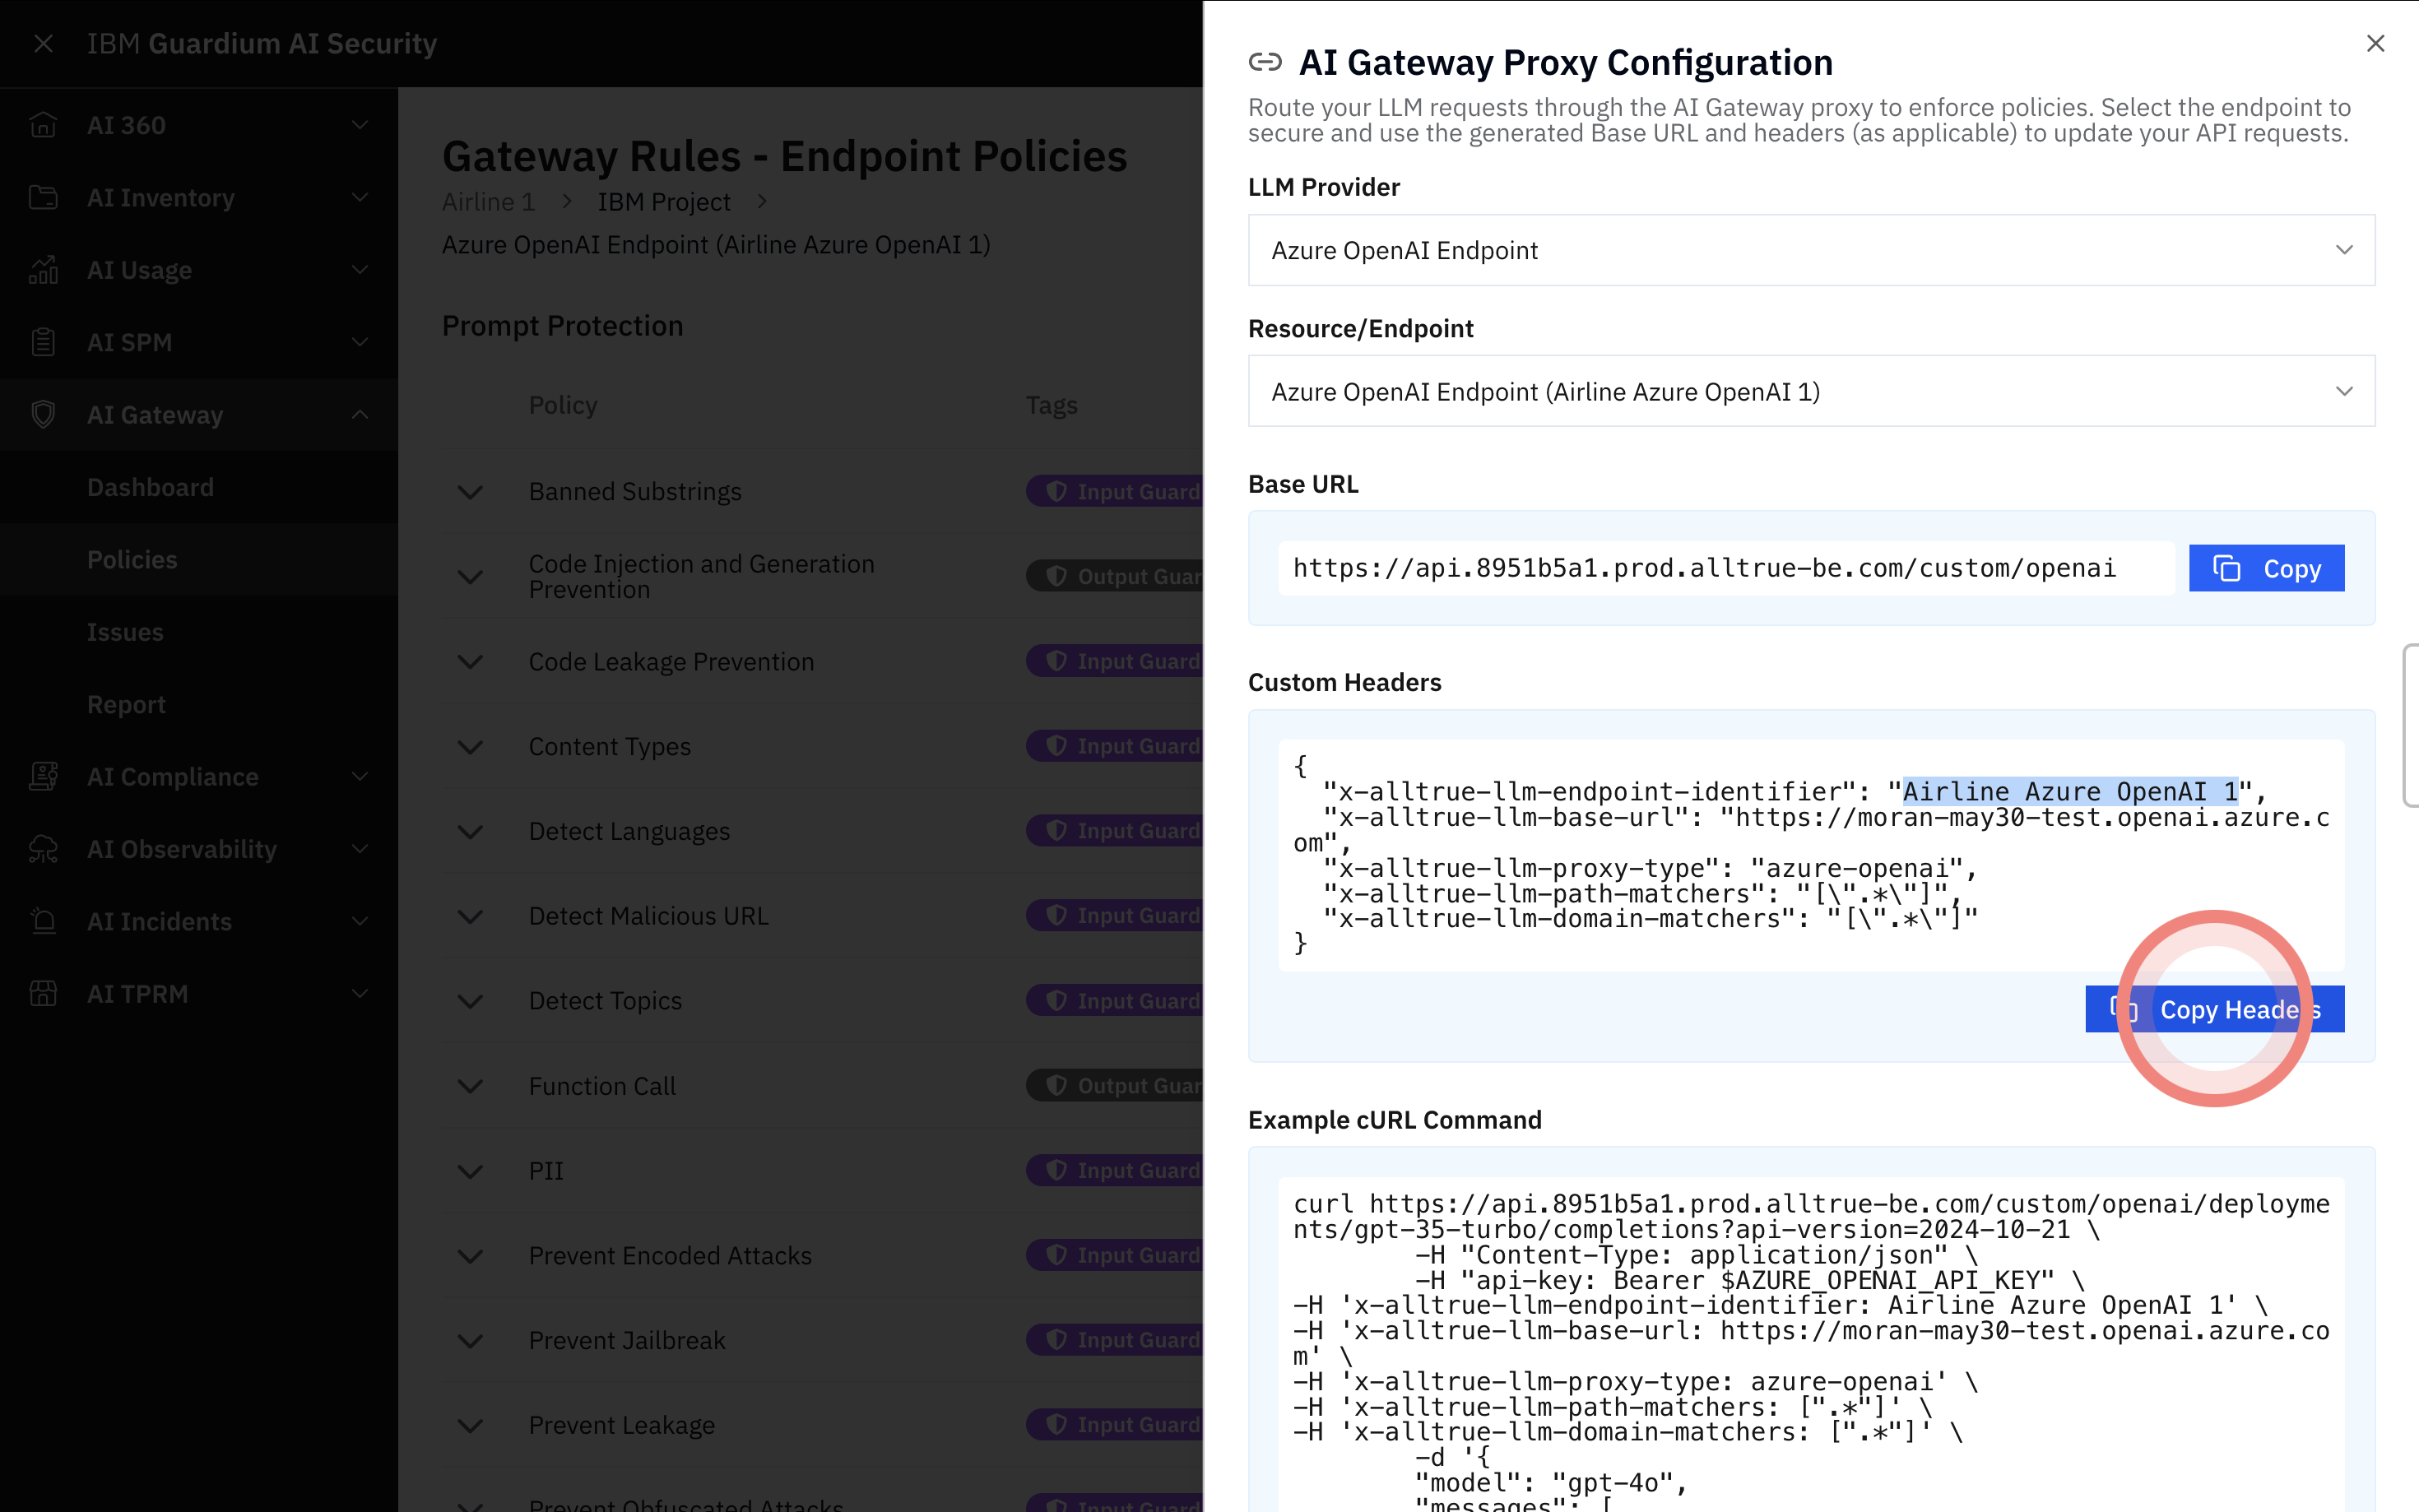 IBM Guardium AI Security
AI 360
AI Inventory
AI Usage
AI SPM
AI Gateway
Dashboard
Policies
Issues
Report
AI Compliance
AI Observability
AI Incidents
AI TPRM
Gateway Rules - Endpoint Policies
Airline 1 > IBM Project >
Azure OpenAI Endpoint (Airline Azure OpenAI 1)
Prompt Protection
Policy Tags
Banned Substrings Input Guard
Code Injection and Generation
Prevention Output Guar
Code Leakage Prevention Input Guard
Content Types Input Guard
Detect Languages Input Guard
Detect Malicious URL Input Guard
Detect Topics Input Guard
Function Call Output Guar
PII Input Guard
Prevent Encoded Attacks Input Guard
Prevent Jailbreak Input Guard
Prevent Leakage Input Guard
Prevent Obfuscated Attacks Input Guard
AI Gateway Proxy Configuration
Route your LLM requests through the AI Gateway proxy to enforce policies. Select the endpoint to
secure and use the generated Base URL and headers (as applicable) to update your API requests.
LLM Provider
Azure OpenAI Endpoint
Resource/Endpoint
Azure OpenAI Endpoint (Airline Azure OpenAI 1)
Base URL
https://api.8951b5a1.prod.alltrue-be.com/custom/openai Copy
Custom Headers
{
"x-alltrue-llm-endpoint-identifier": "Airline Azure OpenAI 1",
"x-alltrue-llm-base-url": "https://moran-may30-test.openai.azure.c
om",
"x-alltrue-llm-proxy-type": "azure-openai",
"x-alltrue-llm-path-matchers": "[\".*\"]",
"x-alltrue-llm-domain-matchers": "[\".*\"]"
}
Copy Headers
Example cURL Command
curl https://api.8951b5a1.prod.alltrue-be.com/custom/openai/deployme
nts/gpt-35-turbo/completions?api-version=2024-10-21 \
-H "Content-Type: application/json" \
-H "api-key: Bearer $AZURE_OPENAI_API_KEY" \
-H 'x-alltrue-llm-endpoint-identifier: Airline Azure OpenAI 1' \
-H 'x-alltrue-llm-base-url: https://moran-may30-test.openai.azure.co
m' \
-H 'x-alltrue-llm-proxy-type: azure-openai' \
-H 'x-alltrue-llm-path-matchers: [".*"]' \
-H 'x-alltrue-llm-domain-matchers: [".*"]' \
-d '{
"model": "gpt-4o",
"messages": [